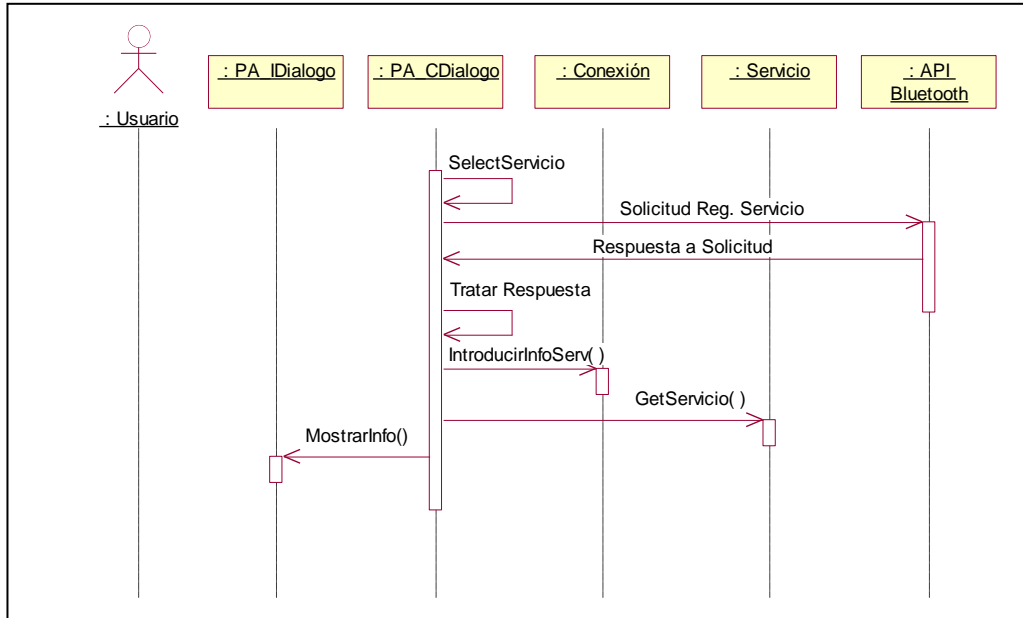 : PA_IDialogo
: PA_CDialogo
: Conexión
: Servicio
: API
Bluetooth
: Usuario
SelectServicio
Solicitud Reg. Servicio
Respuesta a Solicitud
Tratar Respuesta
IntroducirInfoServ( )
GetServicio( )
MostrarInfo()